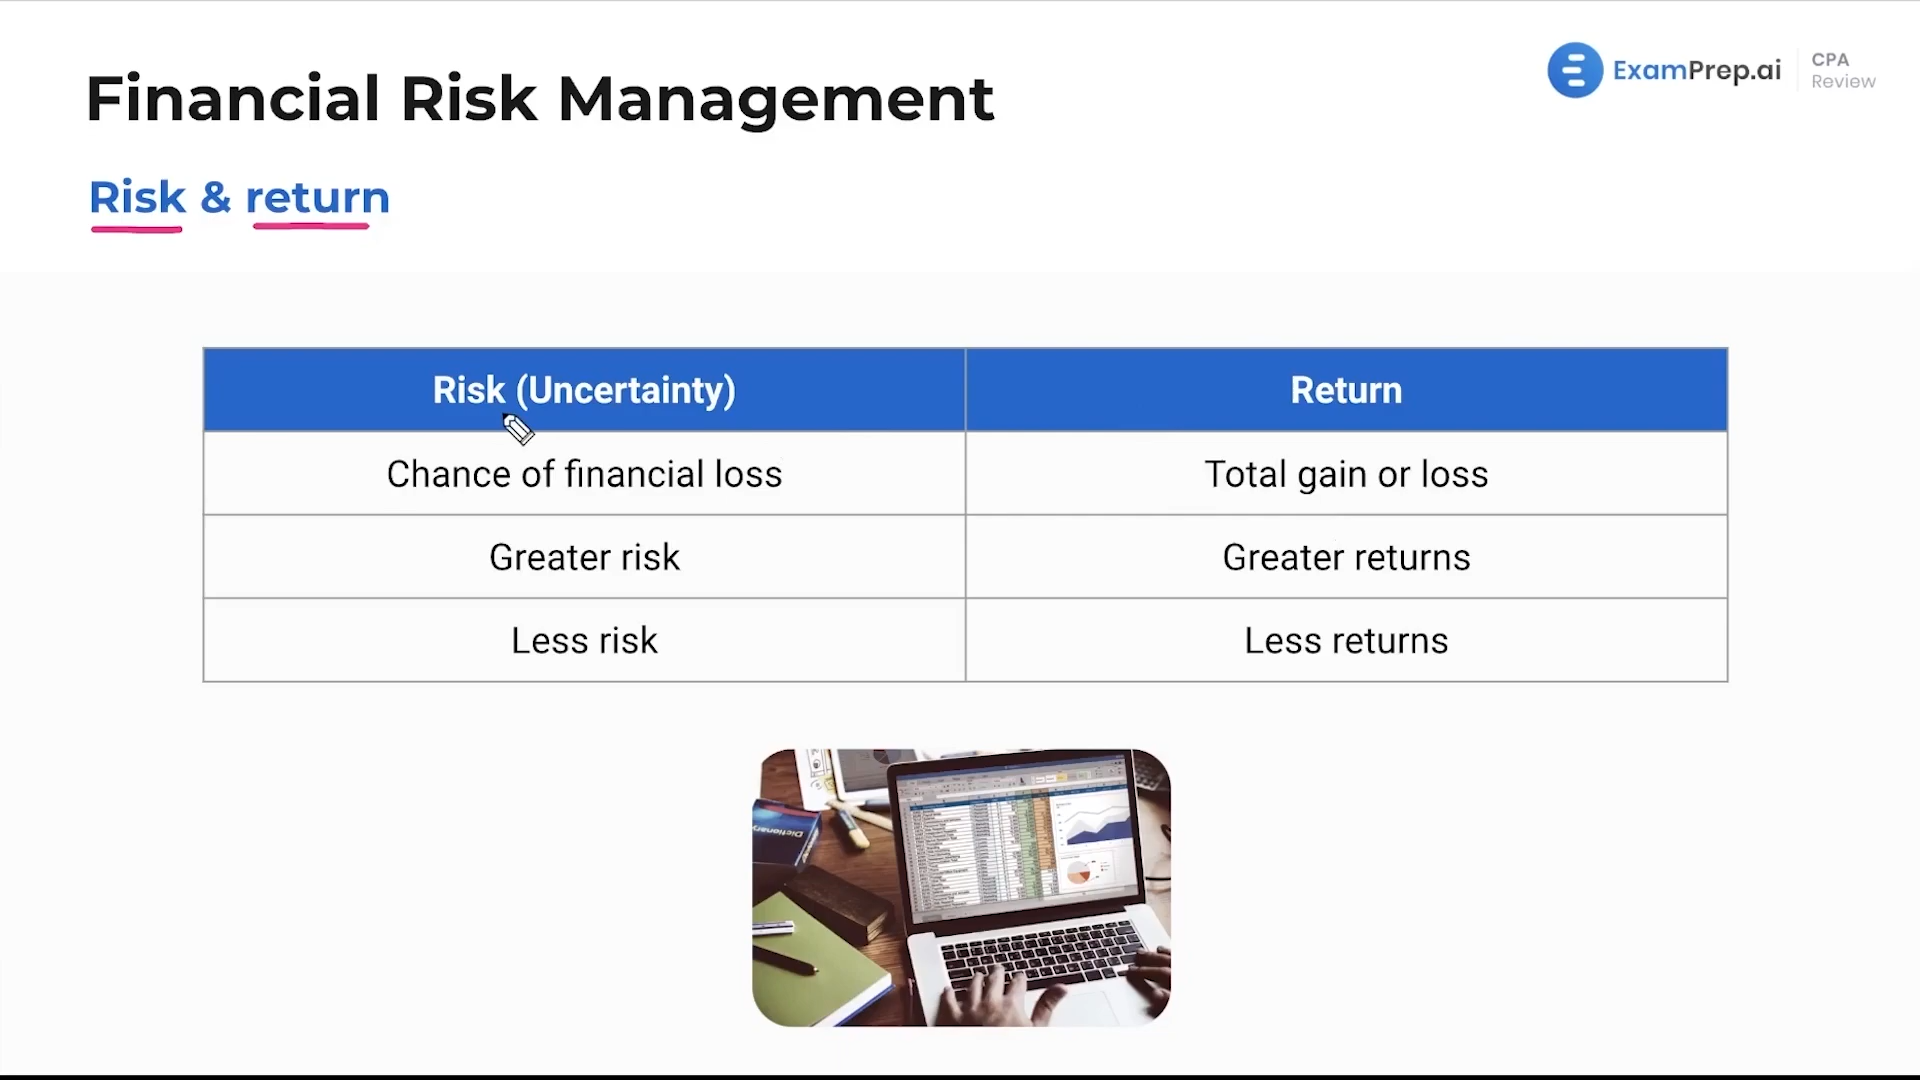 Financial Risk Management
ExamPrep.ai
CPA
Review
Risk & return
Risk (Uncertainty)
Return
Chance of financial loss
Total gain or loss
Greater risk
Greater returns
Less risk
Less returns
Dictionary